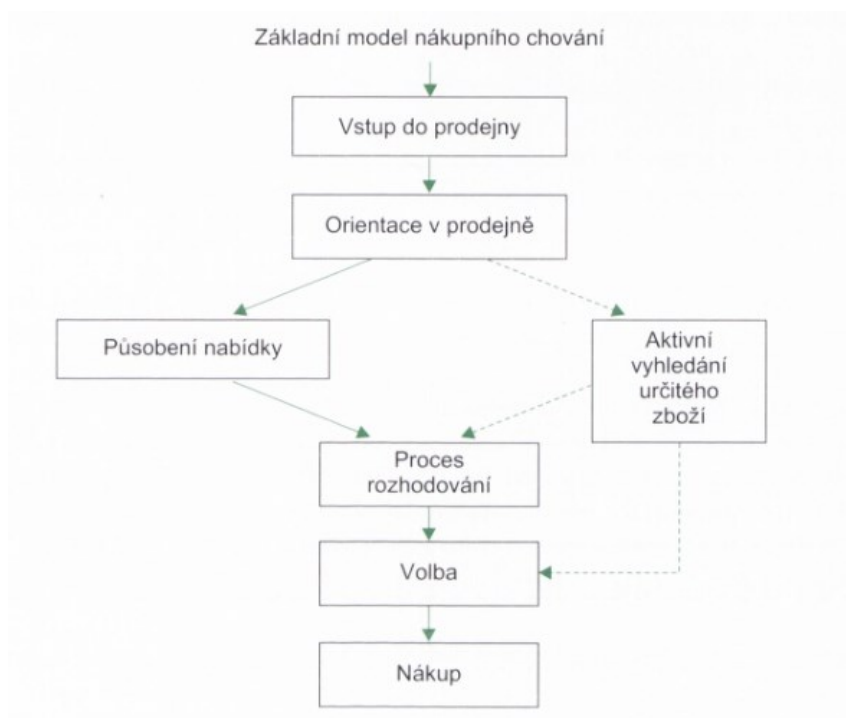 Základní model nákupního chování
Vstup do prodejny
Orientace v prodejně
Působení nabídky
Aktivní
vyhledání
určitého
zboží
Proces
rozhodování
Volba
Nákup